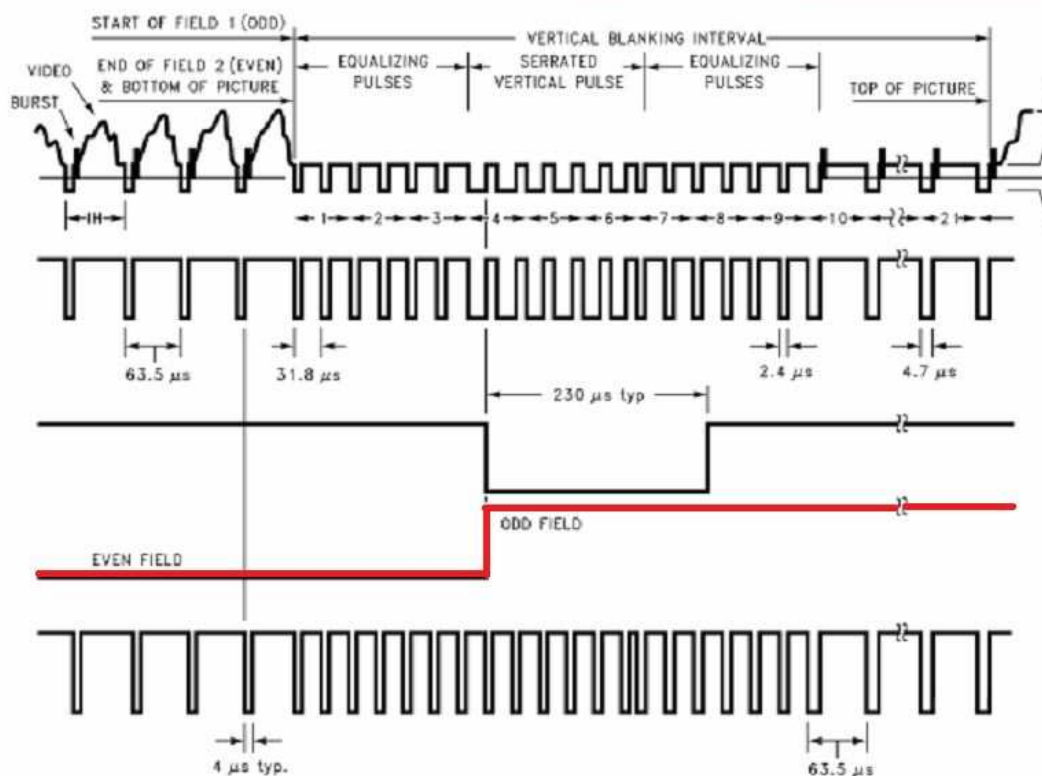 START OF FIELD 1 (ODD)
VERTICAL BLANKING INTERVAL
VIDEO
BURST
END OF FIELD 2 (EVEN)
& BOTTOM OF PICTURE
EQUALIZING
PULSES
SERRATED
VERTICAL PULSE
EQUALIZING
PULSES
TOP OF PICTURE
1H
1 2 3 4 5 6 7 8 9 10 21
63.5 μs
31.8 μs
2.4 μs
4.7 μs
230 μs typ
ODD FIELD
EVEN FIELD
4 μs typ.
63.5 μs